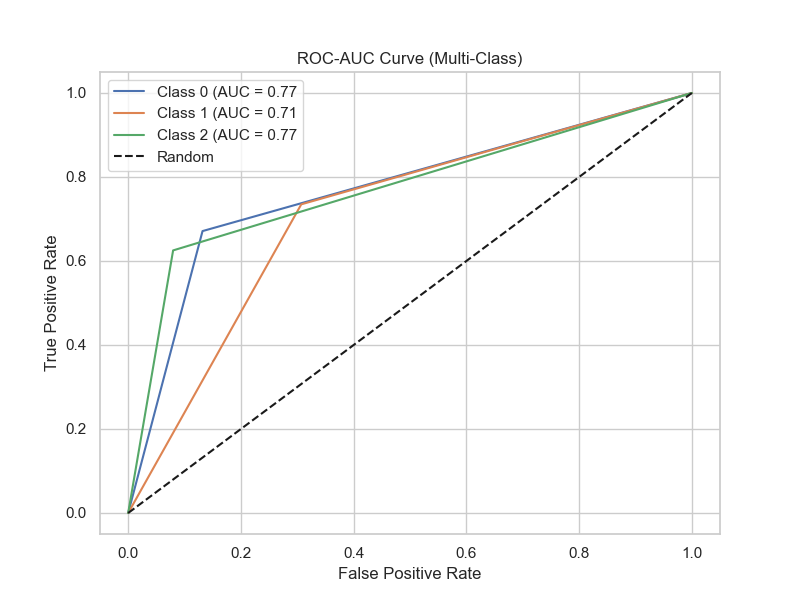 ROC-AUC Curve (Multi-Class)
Class 0 (AUC = 0.77
Class 1 (AUC = 0.71
Class 2 (AUC = 0.77
Random
1.0
0.8
0.6
0.4
0.2
0.0
True Positive Rate
0.0 0.2 0.4 0.6 0.8 1.0
False Positive Rate